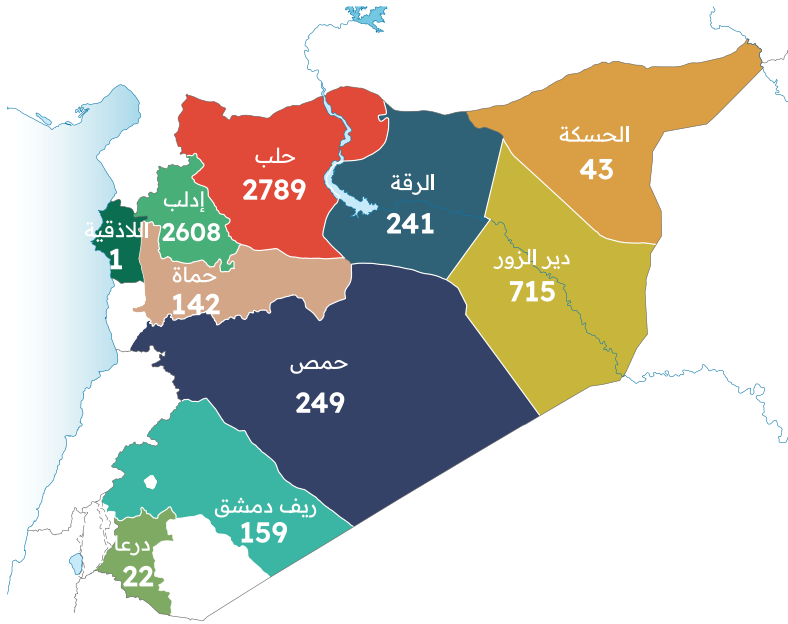 الحسكة
43
حلب
2789
الرقة
241
إدلب
2608
اللاذقية
1
دير الزور
715
حماة
142
حمص
249
ريف دمشق
159
درعا
22